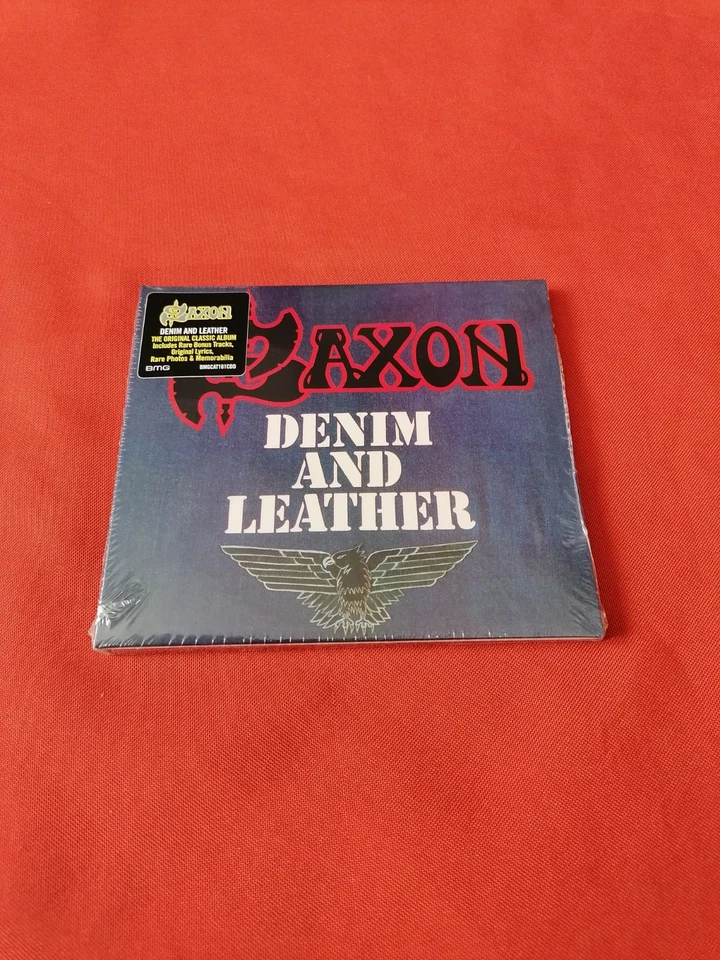 SAXON
DENIM AND LEATHER
THE ORIGINAL CLASSIC ALBUM
Includes Rare Bonus Tracks,
Original Lyrics,
Rare Photos & Memorabilia
BMG BMGCAT161CDD
SAXON
DENIM
AND
LEATHER